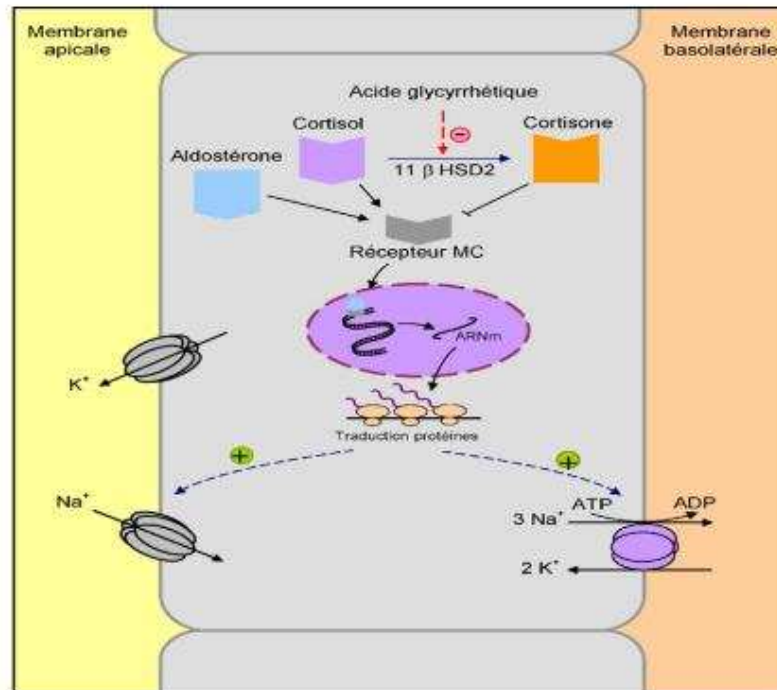 Membrane
apicale
Membrane
basolatérale
Acide glycyrrhétique
Cortisol
Cortisone
Aldostérone
11 β HSD2
Récepteur MC
ARNm
K⁺
Traduction protéines
Na⁺
ATP
ADP
3 Na⁺
2 K⁺